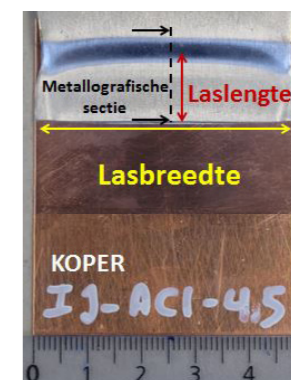 Metallografische
sectie
Laslengte
Lasbreedte
KOPER
IJ-AC1-4,5
0 1 2 3 4